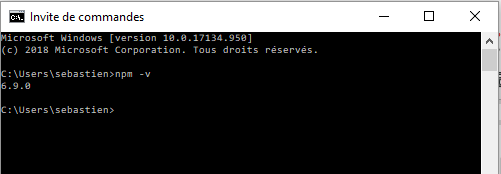 Invite de commandes
Microsoft Windows [version 10.0.17134.950]
(c) 2018 Microsoft Corporation. Tous droits réservés.
C:\Users\sebastien>npm -v
6.9.0
C:\Users\sebastien>